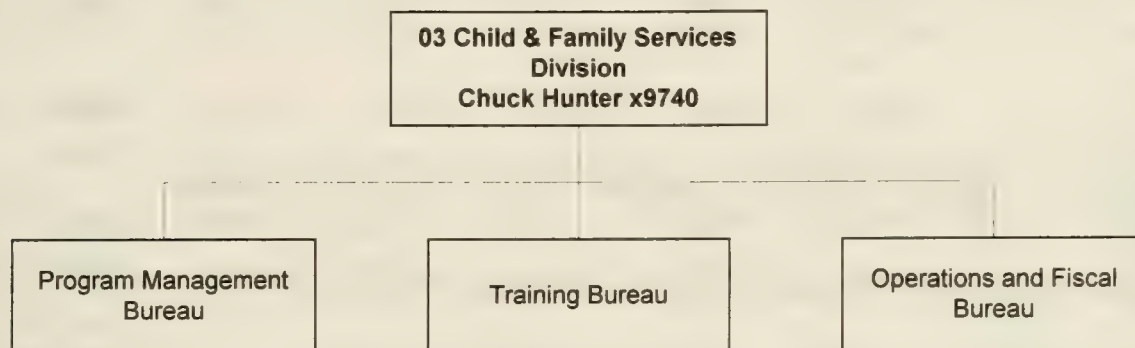 03 Child & Family Services
Division
Chuck Hunter x9740
Program Management
Bureau
Training Bureau
Operations and Fiscal
Bureau